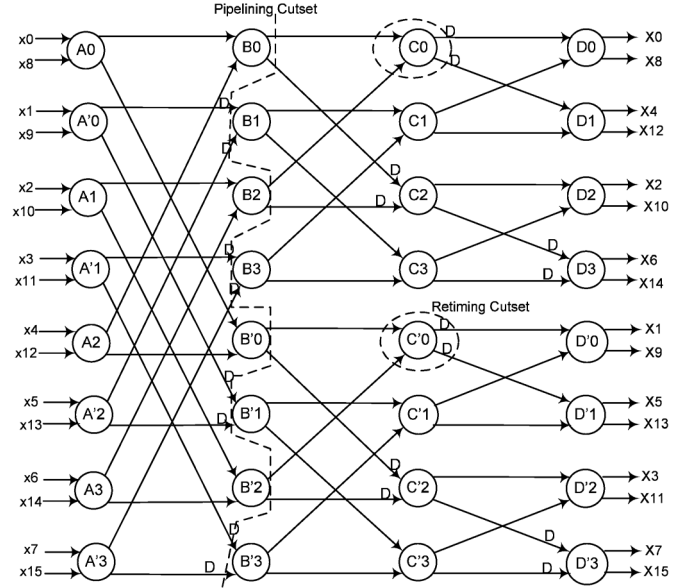 Pipelining Cutset
x0 A0 B0 D C0 D0 X0
x8 D X8
x1 A'0 D B1 C1 D1 X4
x9 D X12
x2 A1 B2 D C2 D2 X2
x10 D X10
x3 A'1 D B3 C3 D D3 X6
x11 D D X14
Retiming Cutset
x4 A2 B'0 C'0 D D'0 X1
x12 D X9
x5 A'2 D B'1 C'1 D'1 X5
x13 D X13
x6 A3 B'2 D C'2 D'2 X3
x14 D X11
x7 A'3 D B'3 C'3 D D'3 X7
x15 D D X15